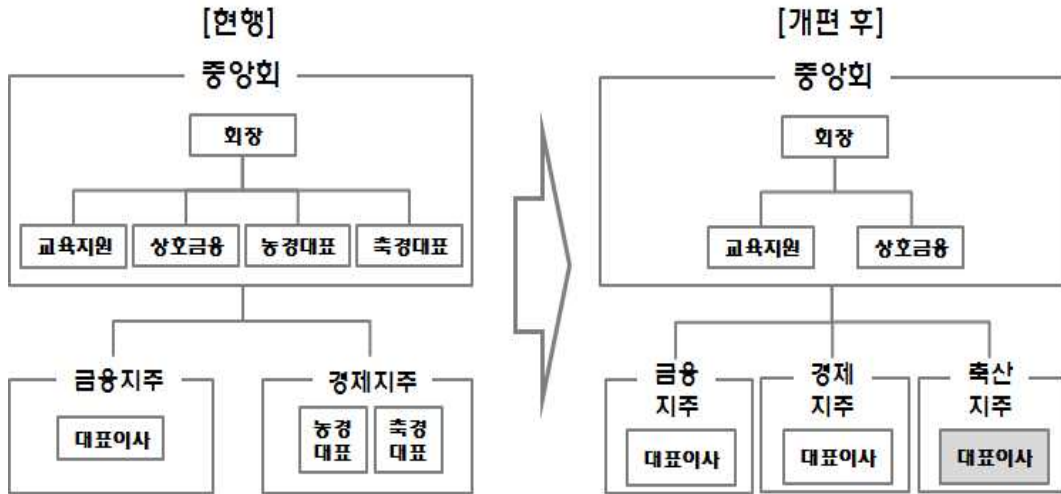 [현행]
중앙회
회장
교육지원 상호금융 농경대표 축경대표
금융지주
대표이사
경제지주
농경
대표
축경
대표
[개편 후]
중앙회
회장
교육지원 상호금융
금융
지주
대표이사
경제
지주
대표이사
축산
지주
대표이사